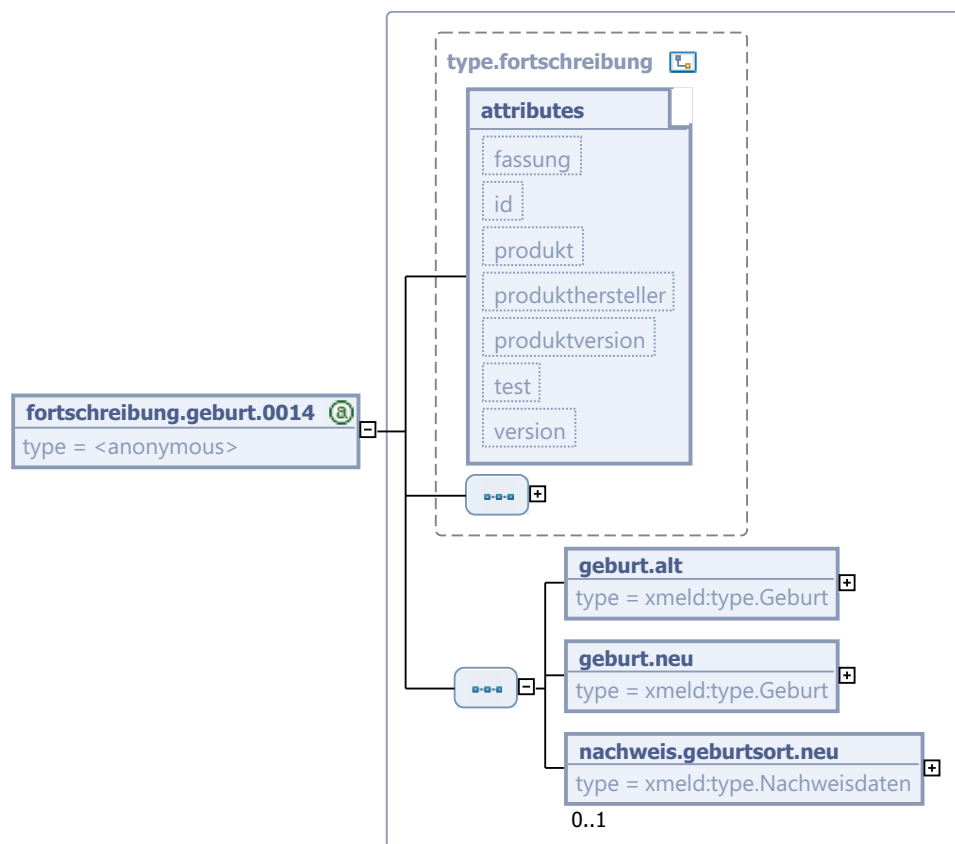 type.fortschreibung
attributes
fassung
id
produkt
produkthersteller
produktversion
test
version
fortschreibung.geburt.0014
type = <anonymous>
geburt.alt
type = xmeld:type.Geburt
geburt.neu
type = xmeld:type.Geburt
nachweis.geburtsort.neu
type = xmeld:type.Nachweisdaten
0..1